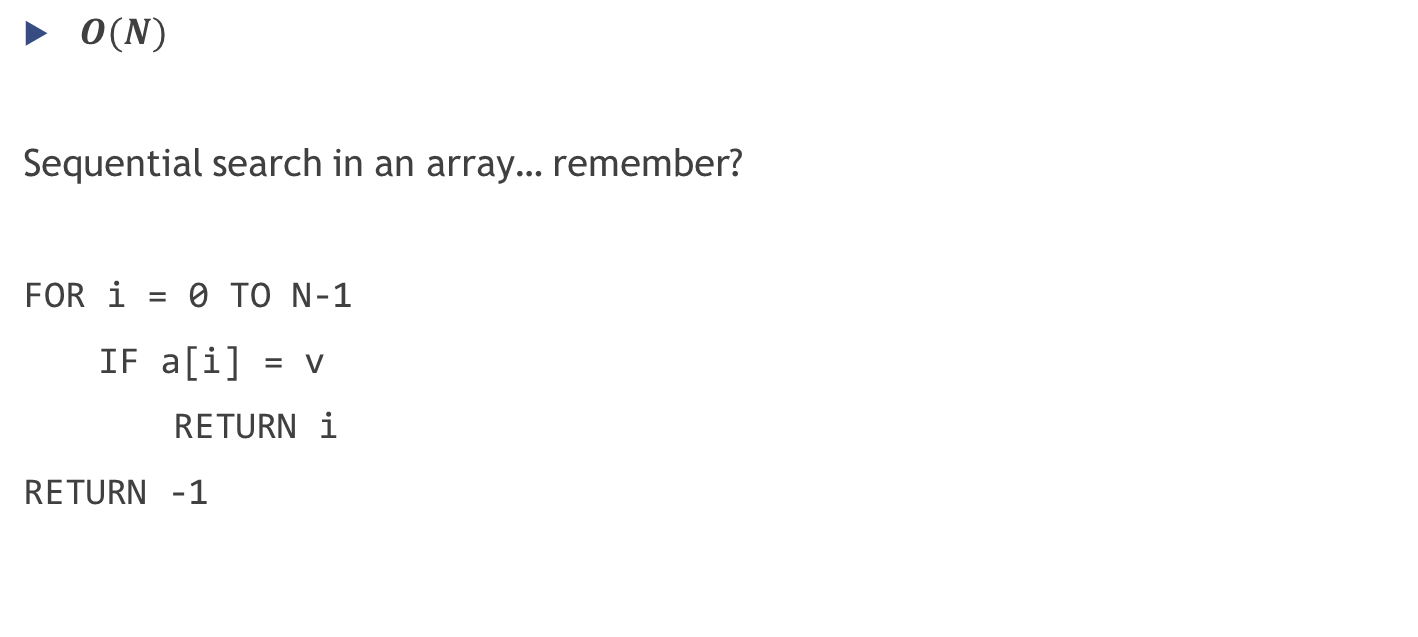 ▶ O(N)
Sequential search in an array... remember?
FOR i = 0 TO N-1
    IF a[i] = v
        RETURN i
RETURN -1